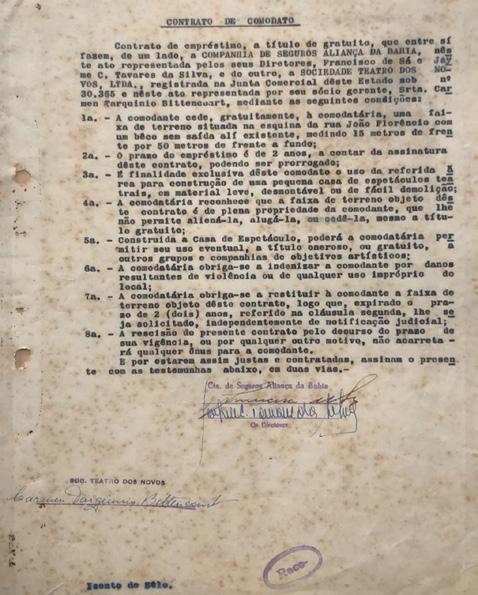 CONTRATO DE COMODATO
Contrato de empréstimo, a título de gratuito, que entre sí
fazem, de um lado, a COMPANHIA DE SEGUROS ALIANÇA DA BAHIA, nês
te ato representada pelos seus Diretores, Francisco de Sá e Jay
me C. Tavares da Silva, e do outro, a SOCIEDADE TEATRO DOS NO-
VOS, LTDA., registrada na Junta Comercial dêste Estado sob nº
30.365 e nêste ato representada por seu sócio gerente, Srta. Car
men Tarquinio Bittencourt, mediante as seguintes condições:
1a. - A comodante cede, gratuitamente, à comodatária, uma fai-
xa de terreno situada na esquina da rua João Florêncio com
um bêco sem saída alf existente, medindo 15 metros de fren
te por 50 metros de frente a fundo;
2a. - O prazo do empréstimo é de 2 anos, a contar da assinatura
dêste contrato, podendo ser prorrogado;
3a. - É finalidade exclusiva dêste comodato o uso da referida á
rea para construção de uma pequena casa de espetáculos tea
trais, em material leve, desmontável ou de fácil demolição;
4a. - A comodatária reconhece que a faixa de terreno objeto dês
te contrato é de plena propriedade da comodante, que lhe
não permite aliená-la, alugá-la, ou cedê-la, mesmo a títu-
lo gratuito;
5a. - Construida a Casa de Espetáculo, poderá a comodatária per
mitir seu uso eventual, a título oneroso, ou gratuito, a
outros grupos e companhias de objetivos artísticos;
6a. - A comodatária obriga-se a indenizar a comodante por danos
resultantes de violência ou de qualquer uso impróprio do
local;
7a. - A comodatária obriga-se a restituir à comodante a faixa de
terreno objeto dêste contrato, logo que, expirado o pra-
zo de 2 (dois) anos, referido na cláusula segunda, lhe se
ja solicitado, independentemente de notificação judicial;
8a. - A rescisão do presente contrato pelo decurso do prazo de
sua vigência, ou por qualquer outro motivo, não acarreta-
rá qualquer ônus para a comodante.
E por estarem assim justas e contratadas, assinam o presen
te com as testemunhas abaixo, em duas vias.-
Cia. de Seguros Aliança da Bahia
Os Diretores
SOC. TEATRO DOS NOVOS
Carmen Tarquinio Bittencourt
Isento de Sêlo.